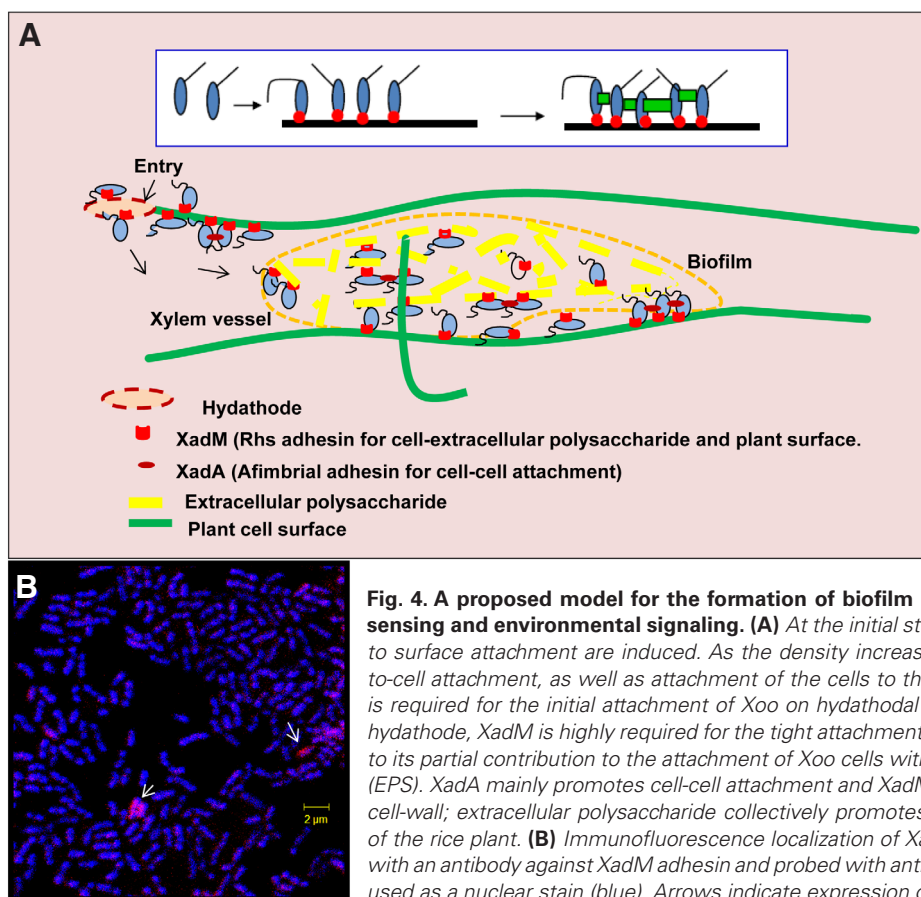 A
Entry
Biofilm
Xylem vessel
Hydathode
XadM (Rhs adhesin for cell-extracellular polysaccharide and plant surface.
XadA (Afimbrial adhesin for cell-cell attachment)
Extracellular polysaccharide
Plant cell surface
B
2 µm
Fig. 4. A proposed model for the formation of biofilm
sensing and environmental signaling. (A) At the initial st
to surface attachment are induced. As the density increas
to-cell attachment, as well as attachment of the cells to th
is required for the initial attachment of Xoo on hydathodal
hydathode, XadM is highly required for the tight attachment
to its partial contribution to the attachment of Xoo cells wit
(EPS). XadA mainly promotes cell-cell attachment and XadM
cell-wall; extracellular polysaccharide collectively promotes
of the rice plant. (B) Immunofluorescence localization of Xa
with an antibody against XadM adhesin and probed with ant
used as a nuclear stain (blue). Arrows indicate expression o